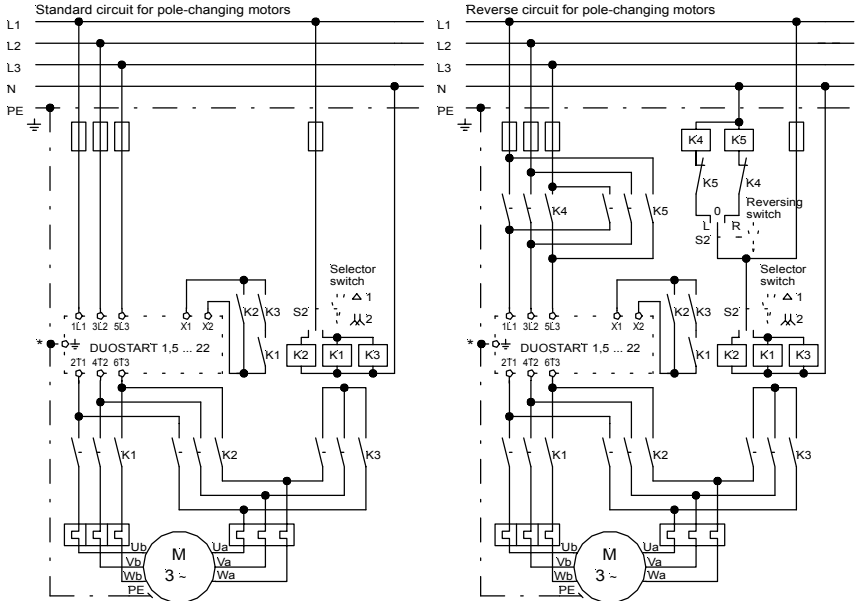 Standard circuit for pole-changing motors
L1
L2
L3
N
PE
1L1 3L2 5L3 X1 X2
K2 K3
K1
S2
Selector
switch
1
2
* DUOSTART 1,5 ... 22
2T1 4T2 6T3
K2 K1 K3
K1 K2 K3
Ub Ua
Vb Va
Wb Wa
M
3 ~
PE
Reverse circuit for pole-changing motors
L1
L2
L3
N
PE
K4 K5
K5 K4
K4 K5
0
L R
S2
Reversing
switch
1L1 3L2 5L3 X1 X2
K2 K3
K1
S2
Selector
switch
1
2
* DUOSTART 1,5 ... 22
2T1 4T2 6T3
K2 K1 K3
K1 K2 K3
Ub Ua
Vb Va
Wb Wa
M
3 ~
PE